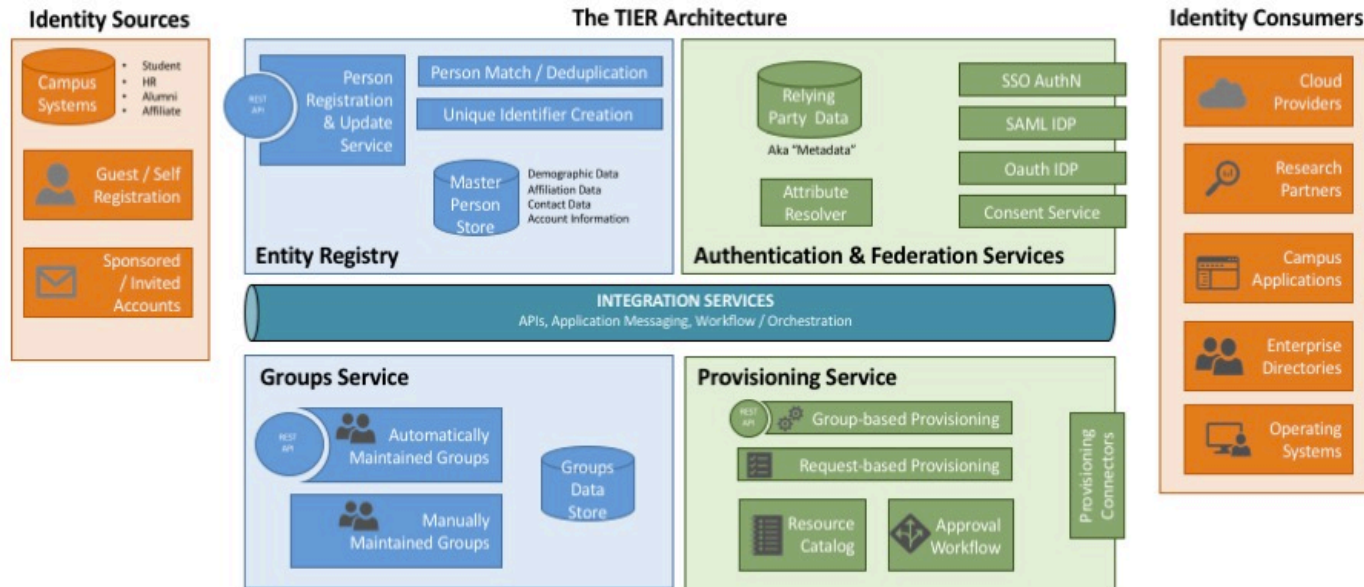 Identity Sources
The TIER Architecture
Identity Consumers
Campus
Systems
• Student
• HR
• Alumni
• Affiliate
Guest / Self
Registration
Sponsored
/ Invited
Accounts
REST
API
Person
Registration
& Update
Service
Person Match / Deduplication
Unique Identifier Creation
Master
Person
Store
Demographic Data
Affiliation Data
Contact Data
Account Information
Entity Registry
Relying
Party Data
Aka "Metadata"
Attribute
Resolver
SSO AuthN
SAML IDP
Oauth IDP
Consent Service
Authentication & Federation Services
INTEGRATION SERVICES
APIs, Application Messaging, Workflow / Orchestration
Groups Service
REST
API
Automatically
Maintained Groups
Manually
Maintained Groups
Groups
Data
Store
Provisioning Service
REST
API
Group-based Provisioning
Request-based Provisioning
Resource
Catalog
Approval
Workflow
Provisioning
Connectors
Cloud
Providers
Research
Partners
Campus
Applications
Enterprise
Directories
Operating
Systems